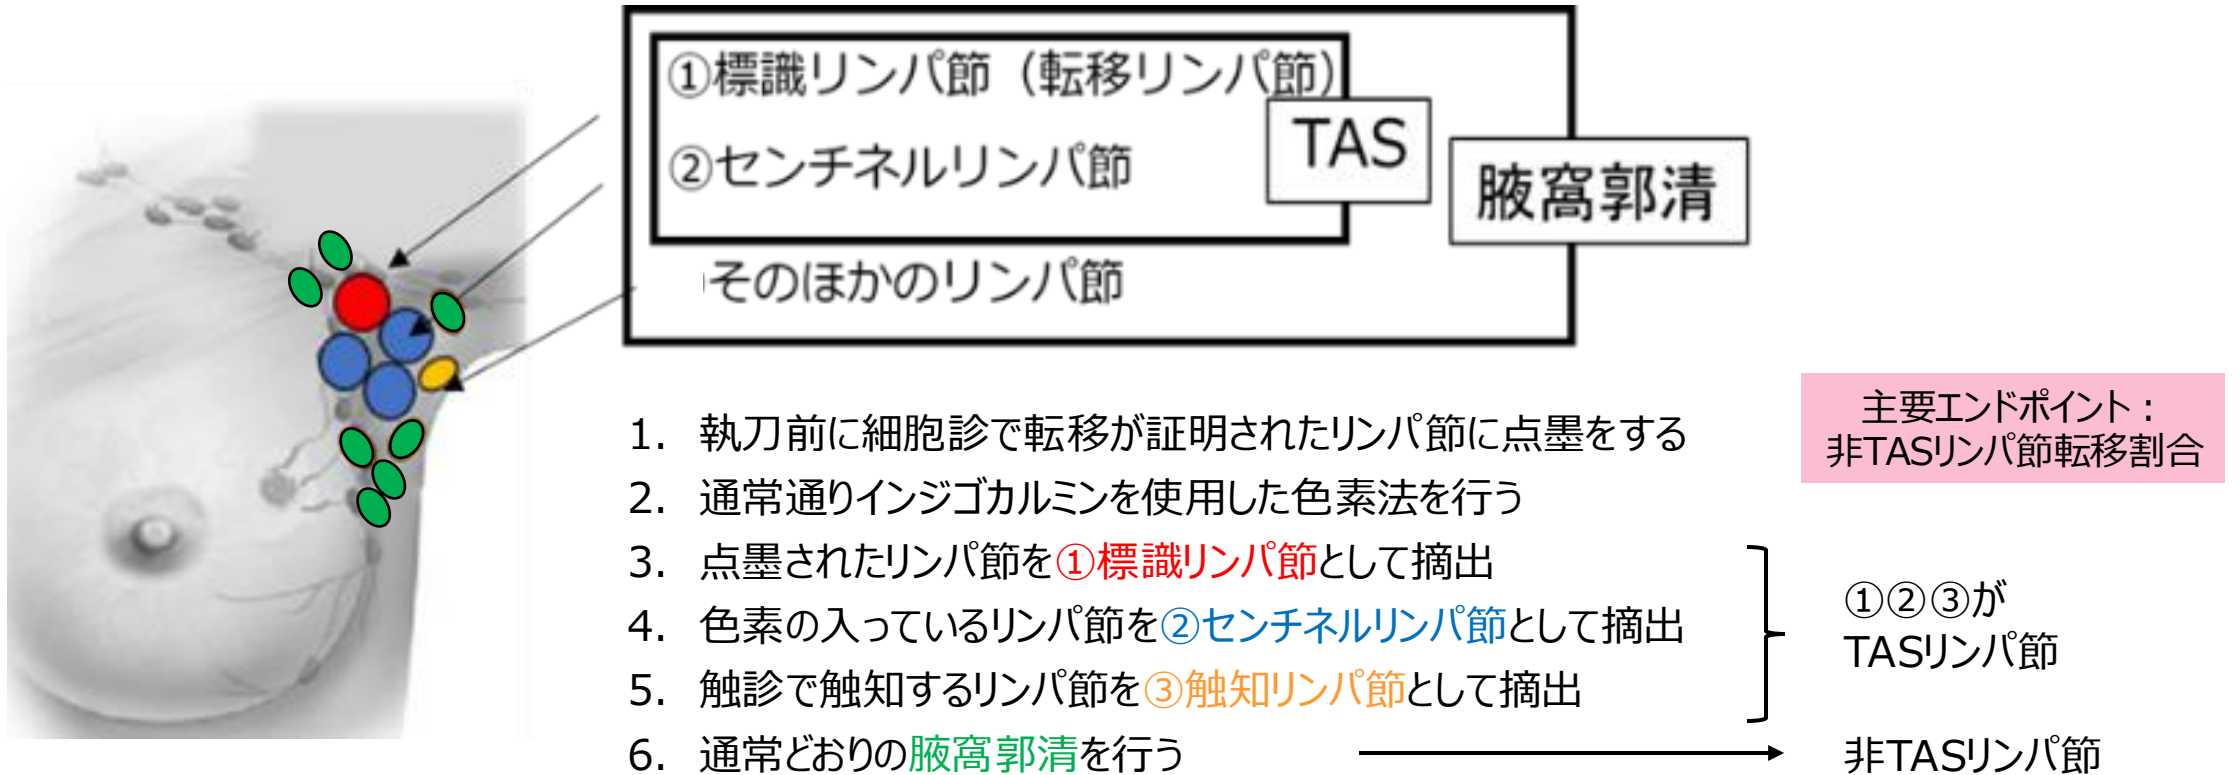 ①標識リンパ節（転移リンパ節）
②センチネルリンパ節
TAS
腋窩郭清
そのほかのリンパ節
1. 執刀前に細胞診で転移が証明されたリンパ節に点墨をする
2. 通常通りインジゴカルミンを使用した色素法を行う
3. 点墨されたリンパ節を①標識リンパ節として摘出
4. 色素の入っているリンパ節を②センチネルリンパ節として摘出
5. 触診で触知するリンパ節を③触知リンパ節として摘出
6. 通常どおりの腋窩郭清を行う
主要エンドポイント：
非TASリンパ節転移割合
①②③が
TASリンパ節
非TASリンパ節